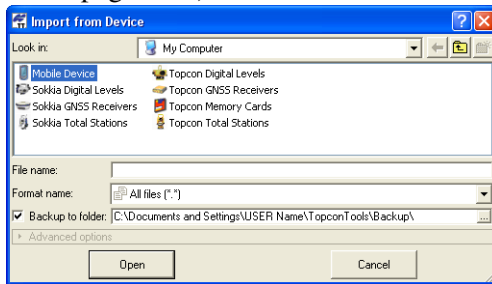 Import from Device
Look in: My Computer
Mobile Device Topcon Digital Levels
Sokkia Digital Levels Topcon GNSS Receivers
Sokkia GNSS Receivers Topcon Memory Cards
Sokkia Total Stations Topcon Total Stations
File name:
Format name: All files (*.*)
Backup to folder: C:\Documents and Settings\USER Name\TopconTools\Backup\ ...
Advanced options
Open Cancel